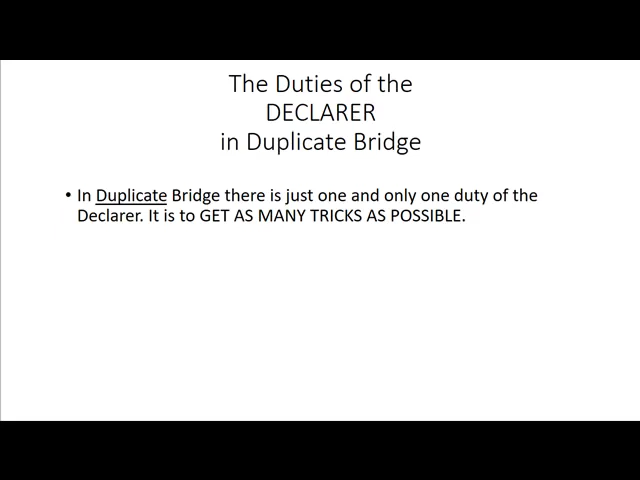 The Duties of the
DECLARER
in Duplicate Bridge
• In Duplicate Bridge there is just one and only one duty of the
Declarer. It is to GET AS MANY TRICKS AS POSSIBLE.